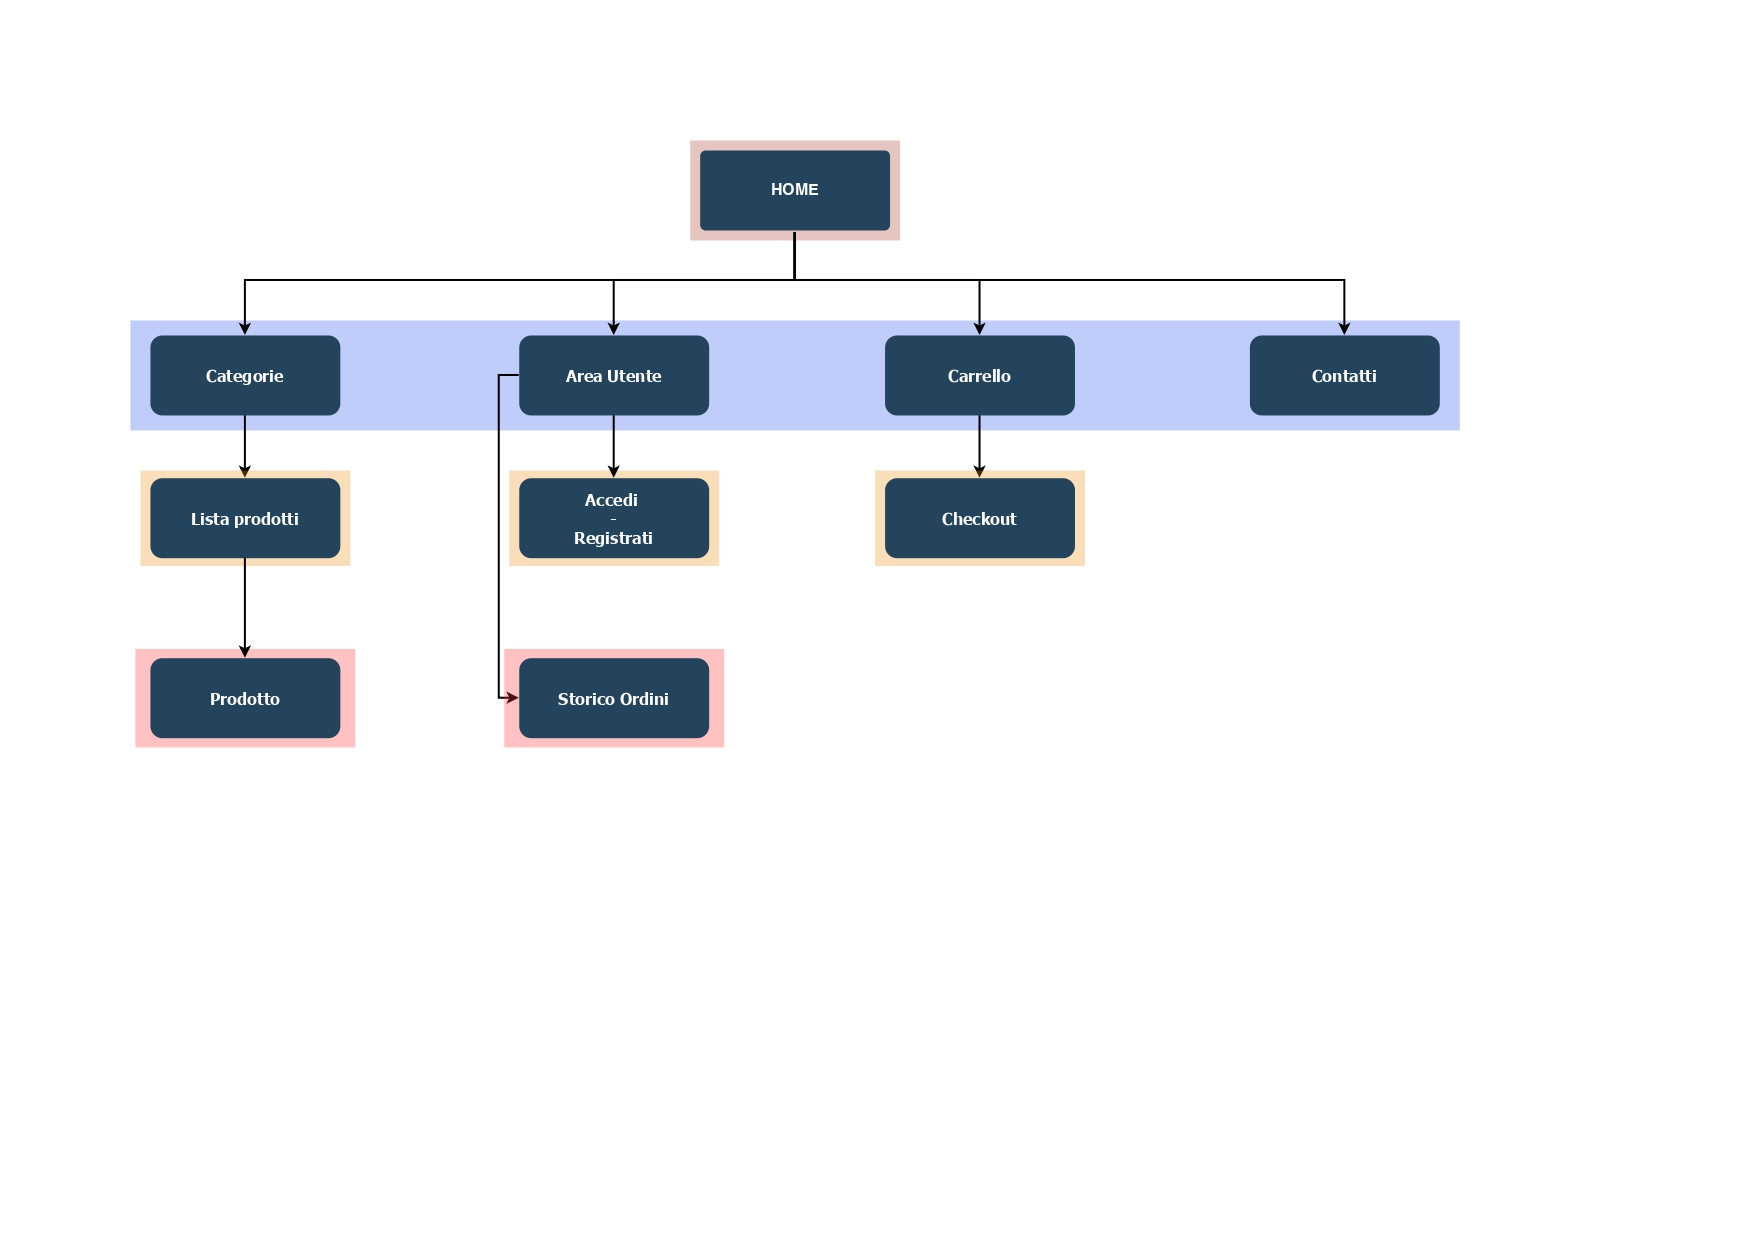 HOME
Categorie
Area Utente
Carrello
Contatti
Lista prodotti
Accedi
-
Registrati
Checkout
Prodotto
Storico Ordini